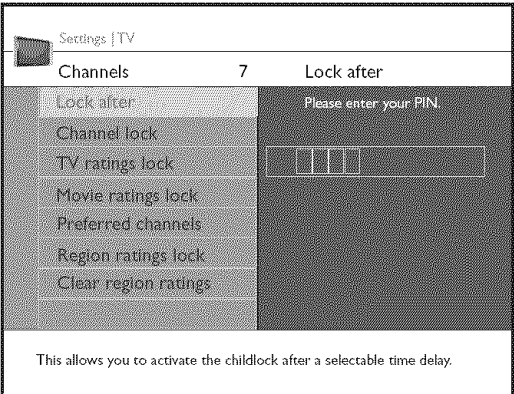 Settings | TV
Channels 7 Lock after
Lock after Please enter your PIN.
Channel lock
TV ratings lock
Movie ratings lock
Preferred channels
Region ratings lock
Clear region ratings
This allows you to activate the childlock after a selectable time delay.